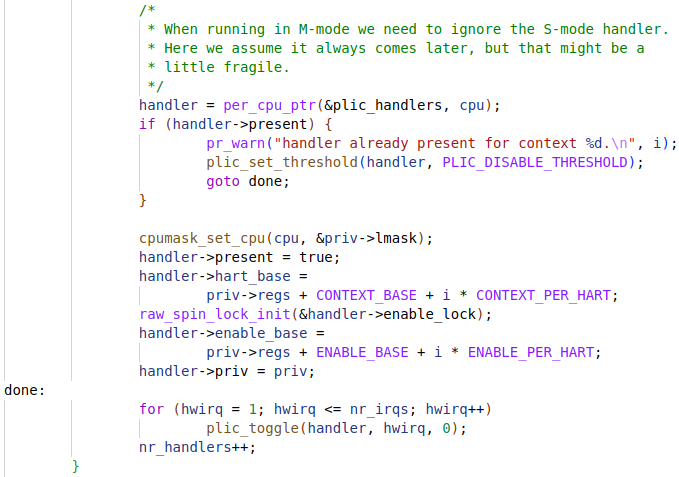 /*
 * When running in M-mode we need to ignore the S-mode handler.
 * Here we assume it always comes later, but that might be a
 * little fragile.
 */
handler = per_cpu_ptr(&plic_handlers, cpu);
if (handler->present) {
        pr_warn("handler already present for context %d.\n", i);
        plic_set_threshold(handler, PLIC_DISABLE_THRESHOLD);
        goto done;
}

cpumask_set_cpu(cpu, &priv->lmask);
handler->present = true;
handler->hart_base =
        priv->regs + CONTEXT_BASE + i * CONTEXT_PER_HART;
raw_spin_lock_init(&handler->enable_lock);
handler->enable_base =
        priv->regs + ENABLE_BASE + i * ENABLE_PER_HART;
handler->priv = priv;
done:
for (hwirq = 1; hwirq <= nr_irqs; hwirq++)
        plic_toggle(handler, hwirq, 0);
nr_handlers++;
}